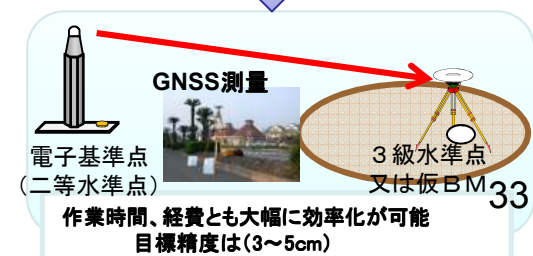 GNSS測量
電子基準点
(二等水準点)
3級水準点
又は仮BM
33
作業時間、経費とも大幅に効率化が可能
目標精度は(3~5cm)